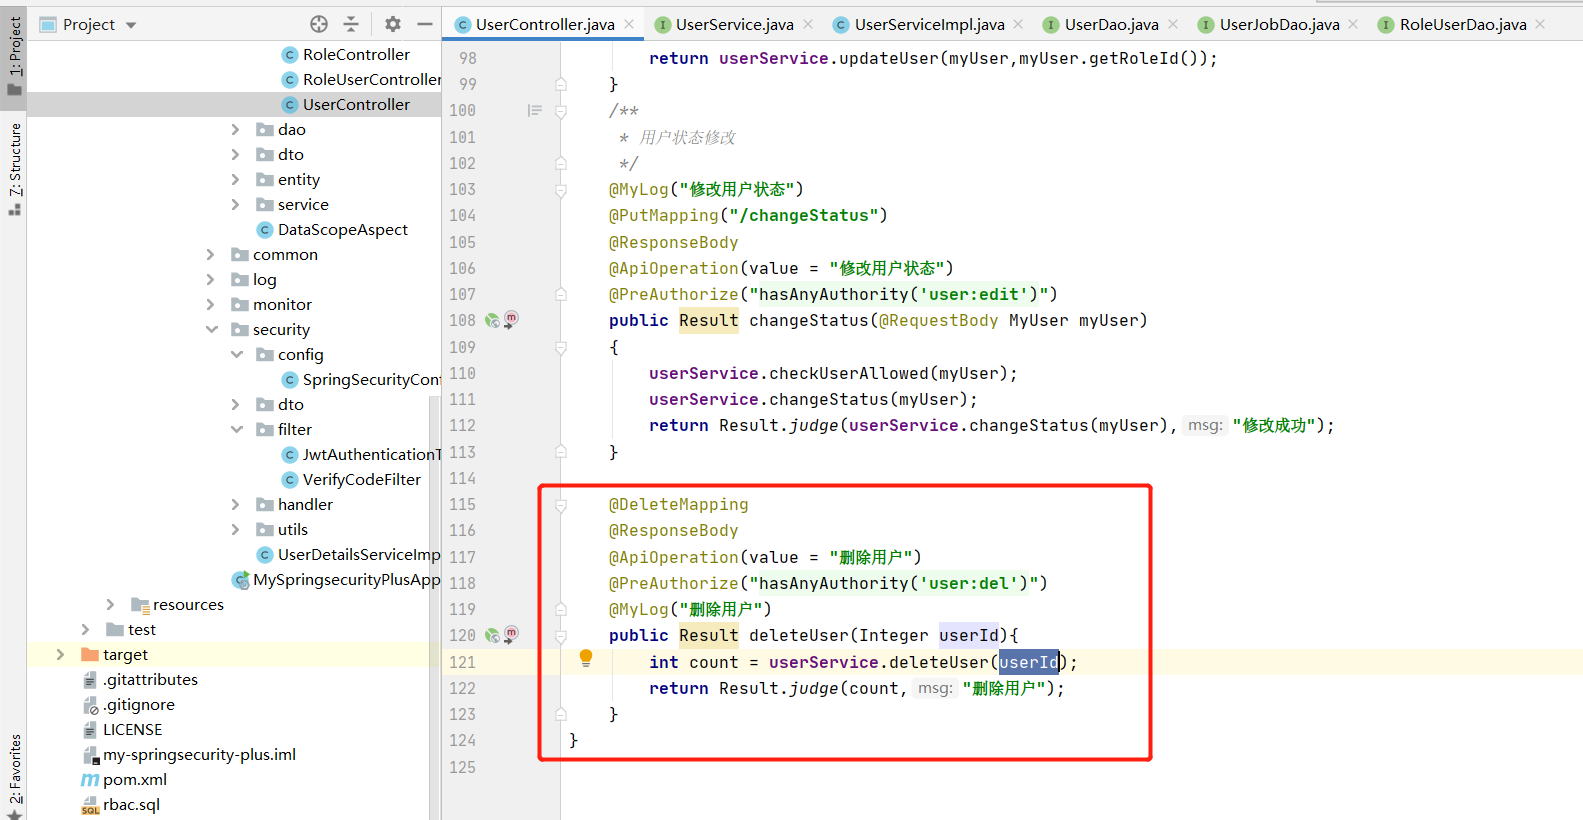 1: Project
7: Structure
2: Favorites
Project
RoleController
RoleUserController
UserController
dao
dto
entity
service
DataScopeAspect
common
log
monitor
security
config
SpringSecurityConf
dto
filter
JwtAuthenticationT
VerifyCodeFilter
handler
utils
UserDetailsServiceImp
MySpringsecurityPlusApp
resources
test
target
.gitattributes
.gitignore
LICENSE
my-springsecurity-plus.iml
pom.xml
rbac.sql
UserController.java
UserService.java
UserServiceImpl.java
UserDao.java
UserJobDao.java
RoleUserDao.java
98 return userService.updateUser(myUser,myUser.getRoleId());
99 }
100 /**
101 * 用户状态修改
102 */
103 @MyLog("修改用户状态")
104 @PutMapping("/changeStatus")
105 @ResponseBody
106 @ApiOperation(value = "修改用户状态")
107 @PreAuthorize("hasAnyAuthority('user:edit')")
108 public Result changeStatus(@RequestBody MyUser myUser)
109 {
110 userService.checkUserAllowed(myUser);
111 userService.changeStatus(myUser);
112 return Result.judge(userService.changeStatus(myUser), msg: "修改成功");
113 }
114
115 @DeleteMapping
116 @ResponseBody
117 @ApiOperation(value = "删除用户")
118 @PreAuthorize("hasAnyAuthority('user:del')")
119 @MyLog("删除用户")
120 public Result deleteUser(Integer userId){
121 int count = userService.deleteUser(userId);
122 return Result.judge(count, msg: "删除用户");
123 }
124 }
125